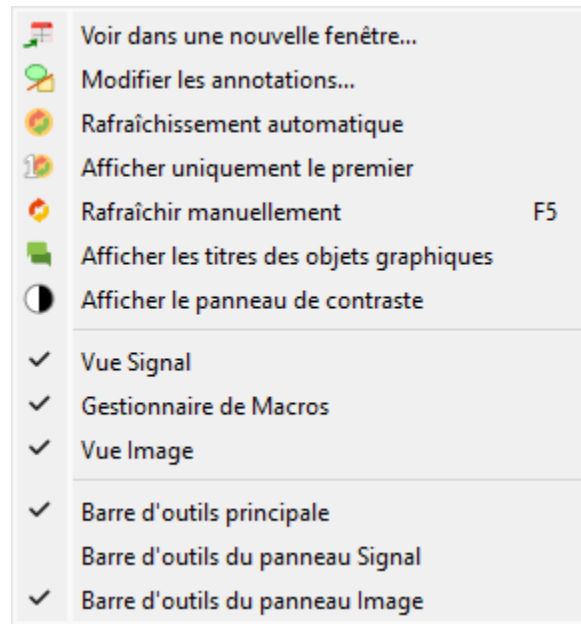 Voir dans une nouvelle fenêtre...
Modifier les annotations...
Rafraîchissement automatique
Afficher uniquement le premier
Rafraîchir manuellement F5
Afficher les titres des objets graphiques
Afficher le panneau de contraste
Vue Signal
Gestionnaire de Macros
Vue Image
Barre d'outils principale
Barre d'outils du panneau Signal
Barre d'outils du panneau Image